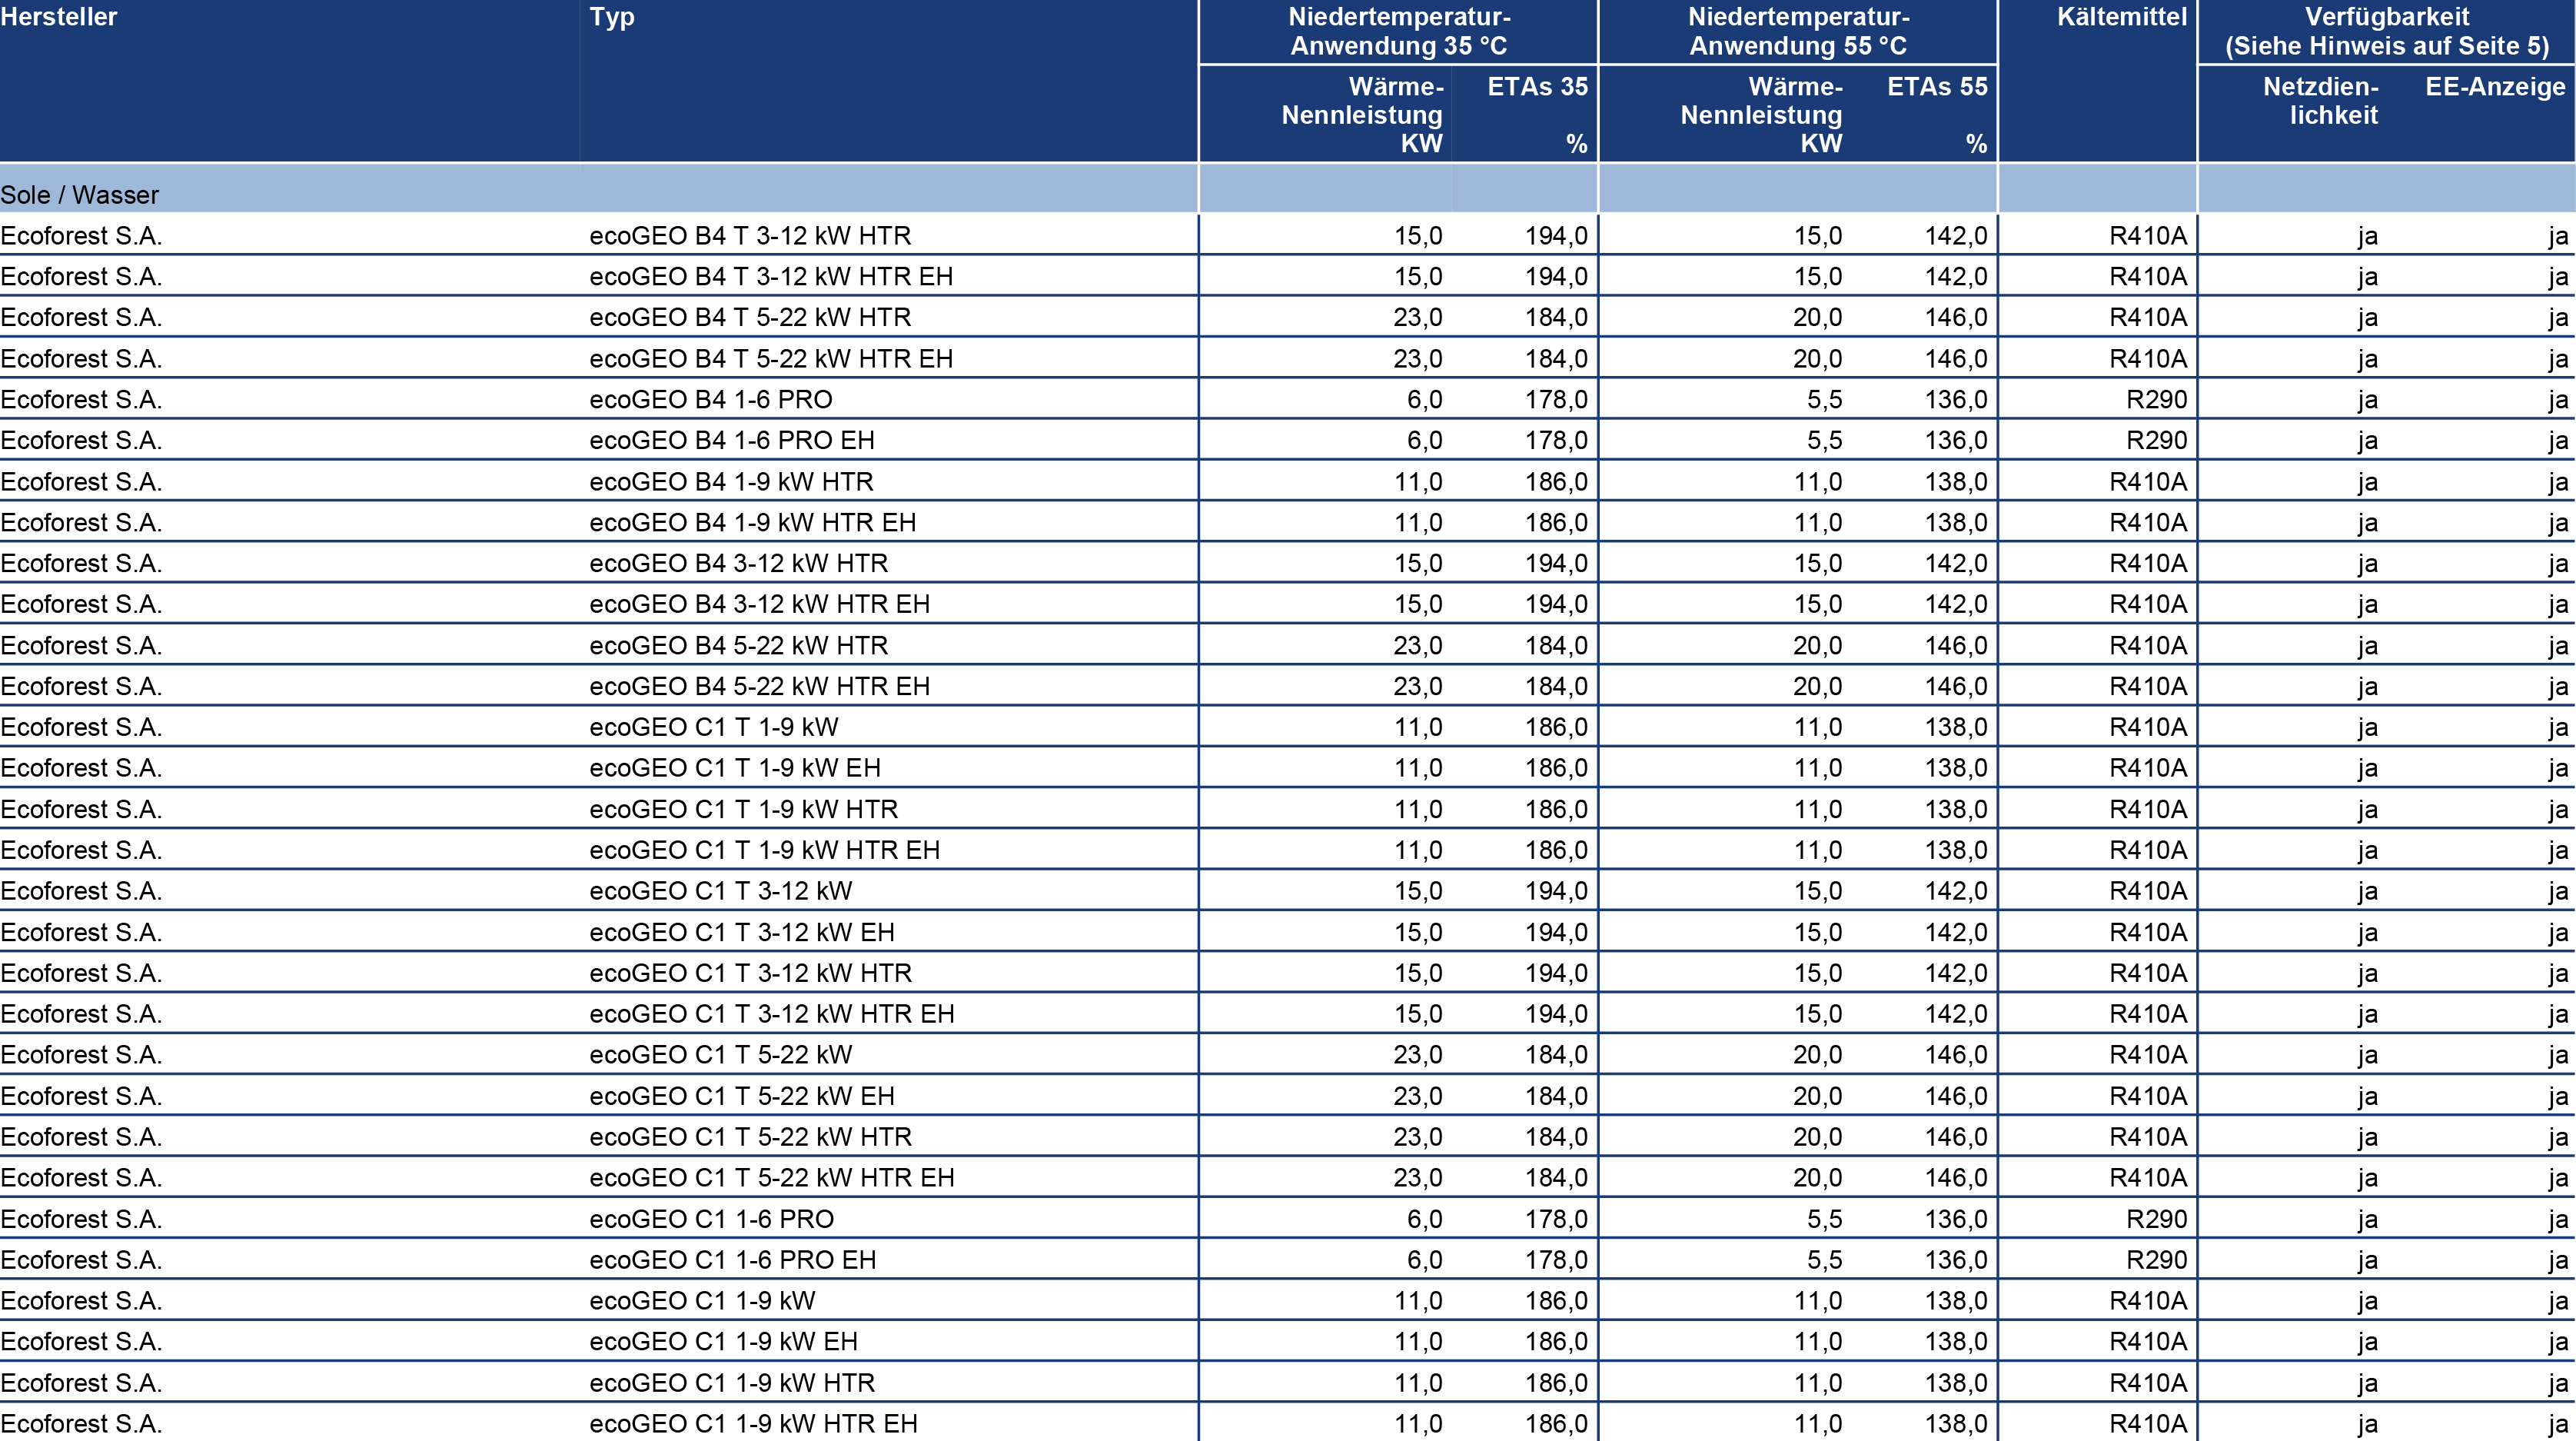 Hersteller Typ Niedertemperatur- Niedertemperatur- Kältemittel Verfügbarkeit
Anwendung 35 °C Anwendung 55 °C (Siehe Hinweis auf Seite 5)
Wärme- ETAs 35 Wärme- ETAs 55 Netzdien- EE-Anzeige
Nennleistung Nennleistung lichkeit
KW % KW %
Sole / Wasser
Ecoforest S.A. ecoGEO B4 T 3-12 kW HTR 15,0 194,0 15,0 142,0 R410A ja ja
Ecoforest S.A. ecoGEO B4 T 3-12 kW HTR EH 15,0 194,0 15,0 142,0 R410A ja ja
Ecoforest S.A. ecoGEO B4 T 5-22 kW HTR 23,0 184,0 20,0 146,0 R410A ja ja
Ecoforest S.A. ecoGEO B4 T 5-22 kW HTR EH 23,0 184,0 20,0 146,0 R410A ja ja
Ecoforest S.A. ecoGEO B4 1-6 PRO 6,0 178,0 5,5 136,0 R290 ja ja
Ecoforest S.A. ecoGEO B4 1-6 PRO EH 6,0 178,0 5,5 136,0 R290 ja ja
Ecoforest S.A. ecoGEO B4 1-9 kW HTR 11,0 186,0 11,0 138,0 R410A ja ja
Ecoforest S.A. ecoGEO B4 1-9 kW HTR EH 11,0 186,0 11,0 138,0 R410A ja ja
Ecoforest S.A. ecoGEO B4 3-12 kW HTR 15,0 194,0 15,0 142,0 R410A ja ja
Ecoforest S.A. ecoGEO B4 3-12 kW HTR EH 15,0 194,0 15,0 142,0 R410A ja ja
Ecoforest S.A. ecoGEO B4 5-22 kW HTR 23,0 184,0 20,0 146,0 R410A ja ja
Ecoforest S.A. ecoGEO B4 5-22 kW HTR EH 23,0 184,0 20,0 146,0 R410A ja ja
Ecoforest S.A. ecoGEO C1 T 1-9 kW 11,0 186,0 11,0 138,0 R410A ja ja
Ecoforest S.A. ecoGEO C1 T 1-9 kW EH 11,0 186,0 11,0 138,0 R410A ja ja
Ecoforest S.A. ecoGEO C1 T 1-9 kW HTR 11,0 186,0 11,0 138,0 R410A ja ja
Ecoforest S.A. ecoGEO C1 T 1-9 kW HTR EH 11,0 186,0 11,0 138,0 R410A ja ja
Ecoforest S.A. ecoGEO C1 T 3-12 kW 15,0 194,0 15,0 142,0 R410A ja ja
Ecoforest S.A. ecoGEO C1 T 3-12 kW EH 15,0 194,0 15,0 142,0 R410A ja ja
Ecoforest S.A. ecoGEO C1 T 3-12 kW HTR 15,0 194,0 15,0 142,0 R410A ja ja
Ecoforest S.A. ecoGEO C1 T 3-12 kW HTR EH 15,0 194,0 15,0 142,0 R410A ja ja
Ecoforest S.A. ecoGEO C1 T 5-22 kW 23,0 184,0 20,0 146,0 R410A ja ja
Ecoforest S.A. ecoGEO C1 T 5-22 kW EH 23,0 184,0 20,0 146,0 R410A ja ja
Ecoforest S.A. ecoGEO C1 T 5-22 kW HTR 23,0 184,0 20,0 146,0 R410A ja ja
Ecoforest S.A. ecoGEO C1 T 5-22 kW HTR EH 23,0 184,0 20,0 146,0 R410A ja ja
Ecoforest S.A. ecoGEO C1 1-6 PRO 6,0 178,0 5,5 136,0 R290 ja ja
Ecoforest S.A. ecoGEO C1 1-6 PRO EH 6,0 178,0 5,5 136,0 R290 ja ja
Ecoforest S.A. ecoGEO C1 1-9 kW 11,0 186,0 11,0 138,0 R410A ja ja
Ecoforest S.A. ecoGEO C1 1-9 kW EH 11,0 186,0 11,0 138,0 R410A ja ja
Ecoforest S.A. ecoGEO C1 1-9 kW HTR 11,0 186,0 11,0 138,0 R410A ja ja
Ecoforest S.A. ecoGEO C1 1-9 kW HTR EH 11,0 186,0 11,0 138,0 R410A ja ja